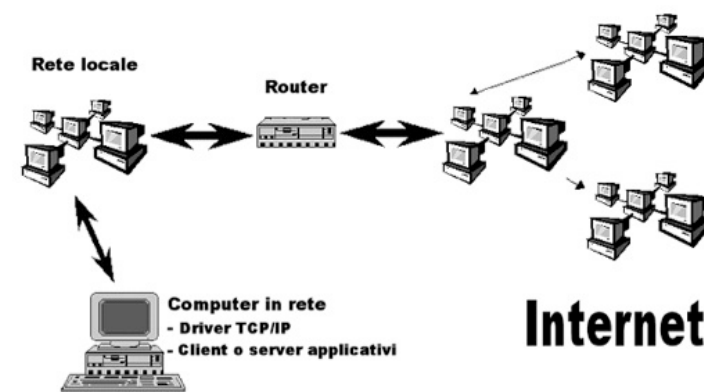 Rete locale
Router
Computer in rete
- Driver TCP/IP
- Client o server applicativi
Internet